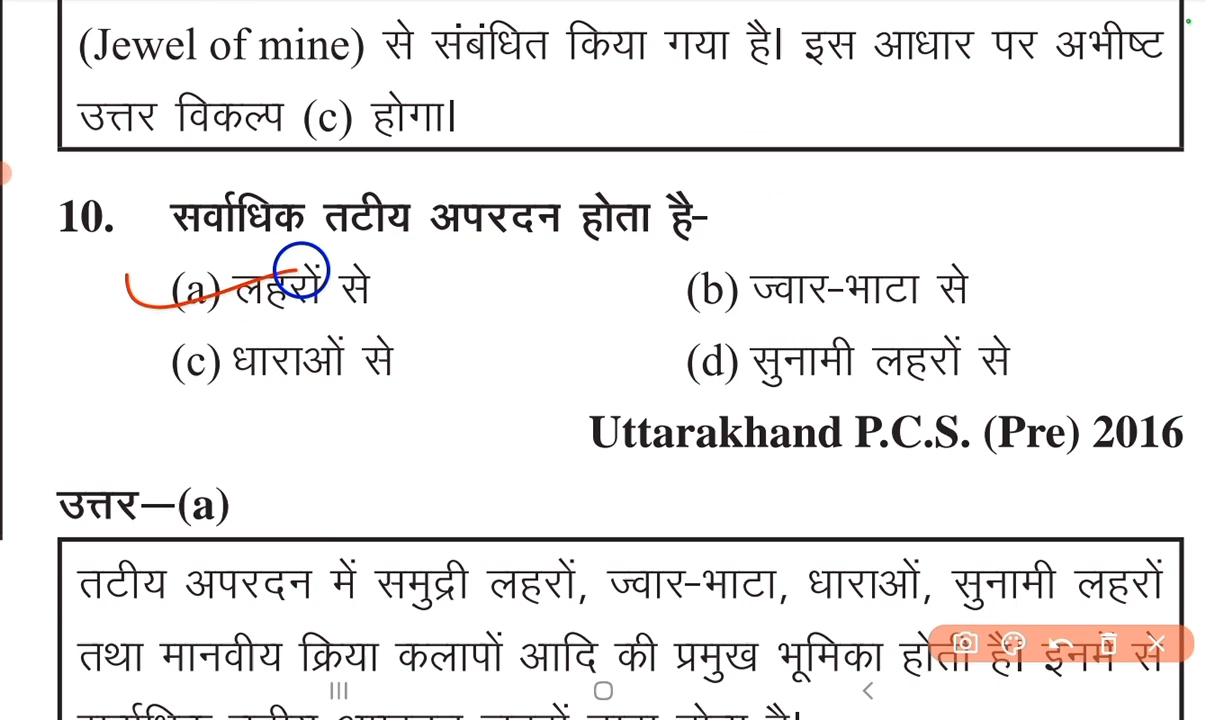 (Jewel of mine) से संबंधित किया गया है। इस आधार पर अभीष्ट
उत्तर विकल्प (c) होगा।
10. सर्वाधिक तटीय अपरदन होता है-
(a) लहरों से (b) ज्वार-भाटा से
(c) धाराओं से (d) सुनामी लहरों से
Uttarakhand P.C.S. (Pre) 2016
उत्तर—(a)
तटीय अपरदन में समुद्री लहरों, ज्वार-भाटा, धाराओं, सुनामी लहरों
तथा मानवीय क्रिया कलापों आदि की प्रमुख भूमिका होती है। इनमें से